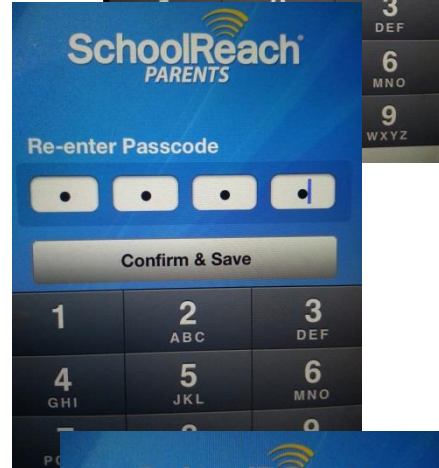 3
DEF
6
MNO
9
WXYZ
SchoolReach
PARENTS
Re-enter Passcode
Confirm & Save
1
2
ABC
3
DEF
4
GHI
5
JKL
6
MNO